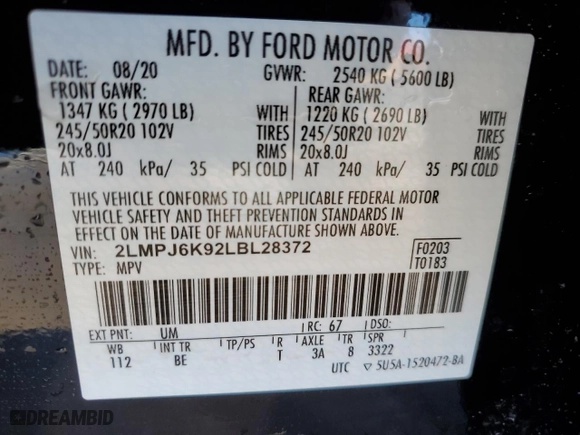 MFD. BY FORD MOTOR CO.
DATE: 08/20 GVWR: 2540 KG ( 5600 LB)
FRONT GAWR: REAR GAWR:
1347 KG ( 2970 LB) WITH 1220 KG ( 2690 LB) WITH
245/50R20 102V TIRES 245/50R20 102V TIRES
20x8.0J RIMS 20x8.0J RIMS
AT 240 kPa/ 35 PSI COLD AT 240 kPa/ 35 PSI COLD
THIS VEHICLE CONFORMS TO ALL APPLICABLE FEDERAL MOTOR
VEHICLE SAFETY AND THEFT PREVENTION STANDARDS IN
EFFECT ON THE DATE OF MANUFACTURE SHOWN ABOVE.
VIN: 2LMPJ6K92LBL28372 F0203
TYPE: MPV T0183
EXT PNT: UM RC: 67 DSO:
WB INT TR TP/PS R AXLE TR SPR
112 BE T 3A 8 3322
UTC ▽ 5U5A-1520472-BA
DREAMBID